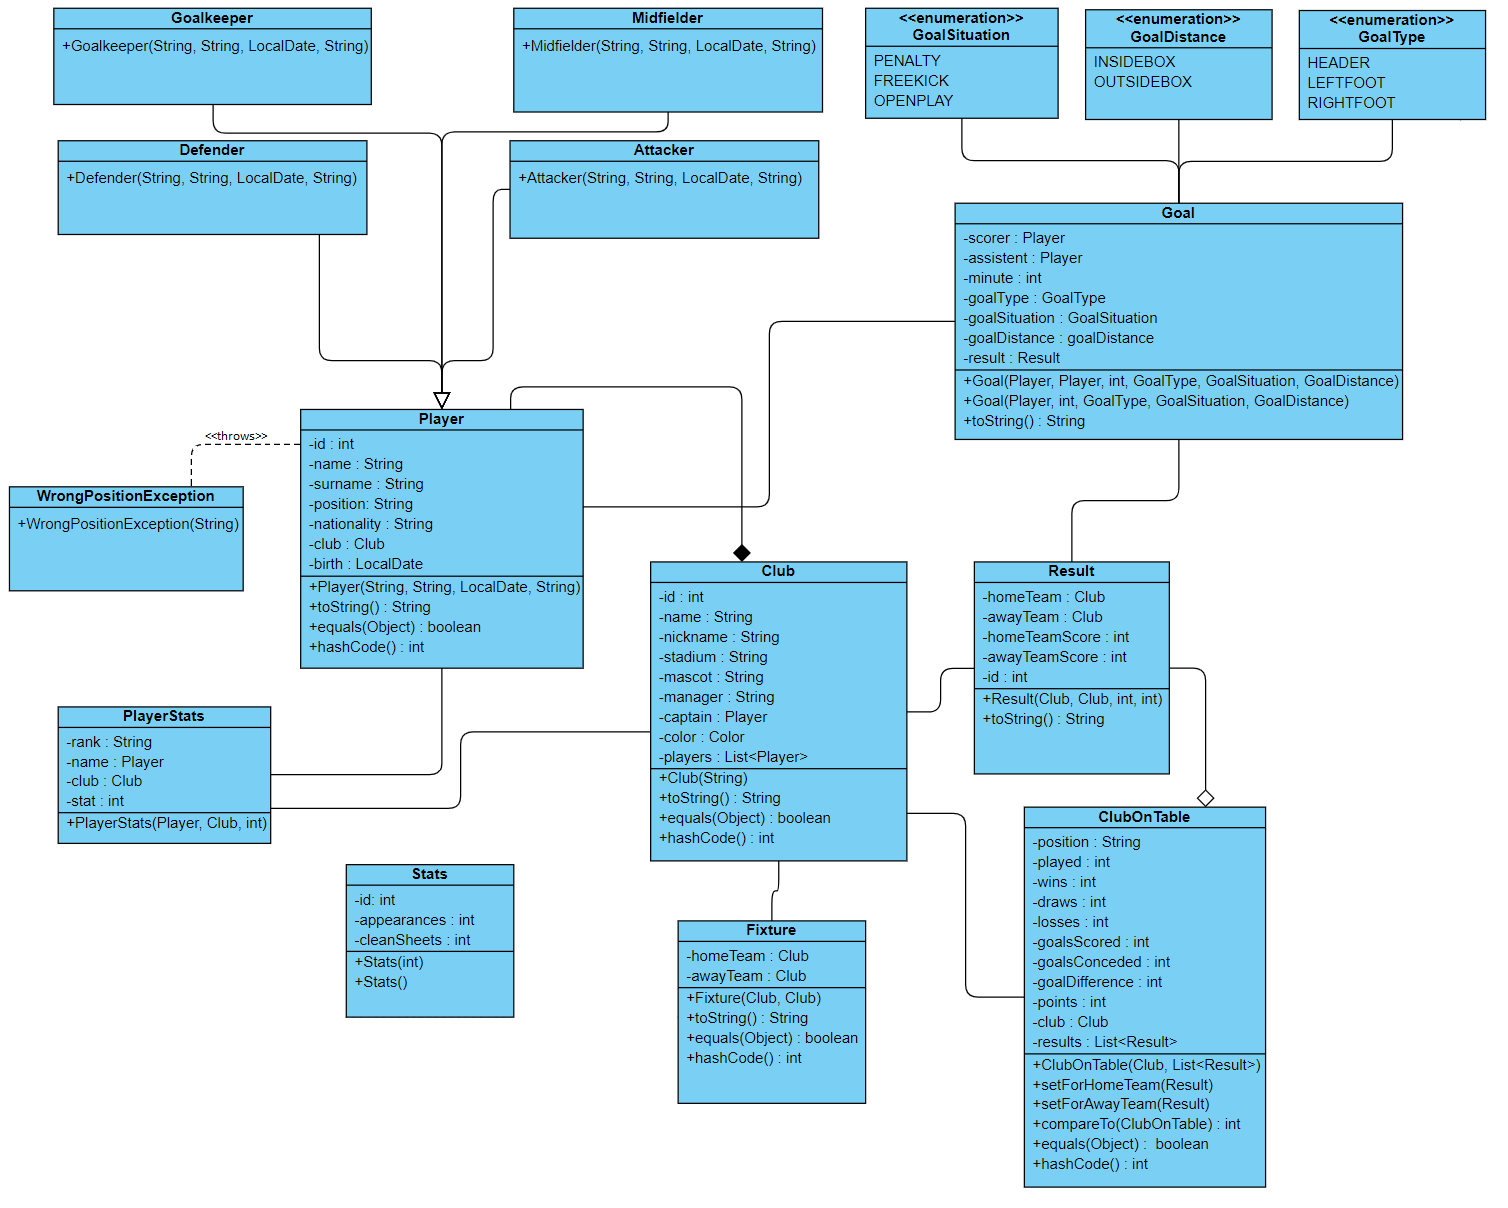 Goalkeeper
+Goalkeeper(String, String, LocalDate, String)
Midfielder
+Midfielder(String, String, LocalDate, String)
<<enumeration>>
GoalSituation
PENALTY
FREEKICK
OPENPLAY
<<enumeration>>
GoalDistance
INSIDEBOX
OUTSIDEBOX
<<enumeration>>
GoalType
HEADER
LEFTFOOT
RIGHTFOOT
Defender
+Defender(String, String, LocalDate, String)
Attacker
+Attacker(String, String, LocalDate, String)
Goal
-scorer : Player
-assistent : Player
-minute : int
-goalType : GoalType
-goalSituation : GoalSituation
-goalDistance : goalDistance
-result : Result
+Goal(Player, Player, int, GoalType, GoalSituation, GoalDistance)
+Goal(Player, int, GoalType, GoalSituation, GoalDistance)
+toString() : String
Player
-id : int
-name : String
-surname : String
-position: String
-nationality : String
-club : Club
-birth : LocalDate
+Player(String, String, LocalDate, String)
+toString() : String
+equals(Object) : boolean
+hashCode() : int
<<throws>>
WrongPositionException
+WrongPositionException(String)
Club
-id : int
-name : String
-nickname : String
-stadium : String
-mascot : String
-manager : String
-captain : Player
-color : Color
-players : List<Player>
+Club(String)
+toString() : String
+equals(Object) : boolean
+hashCode() : int
Result
-homeTeam : Club
-awayTeam : Club
-homeTeamScore : int
-awayTeamScore : int
-id : int
+Result(Club, Club, int, int)
+toString() : String
PlayerStats
-rank : String
-name : Player
-club : Club
-stat : int
+PlayerStats(Player, Club, int)
Stats
-id: int
-appearances : int
-cleanSheets : int
+Stats(int)
+Stats()
Fixture
-homeTeam : Club
-awayTeam : Club
+Fixture(Club, Club)
+toString() : String
+equals(Object) : boolean
+hashCode() : int
ClubOnTable
-position : String
-played : int
-wins : int
-draws : int
-losses : int
-goalsScored : int
-goalsConceded : int
-goalDifference : int
-points : int
-club : Club
-results : List<Result>
+ClubOnTable(Club, List<Result>)
+setForHomeTeam(Result)
+setForAwayTeam(Result)
+compareTo(ClubOnTable) : int
+equals(Object) :  boolean
+hashCode() : int